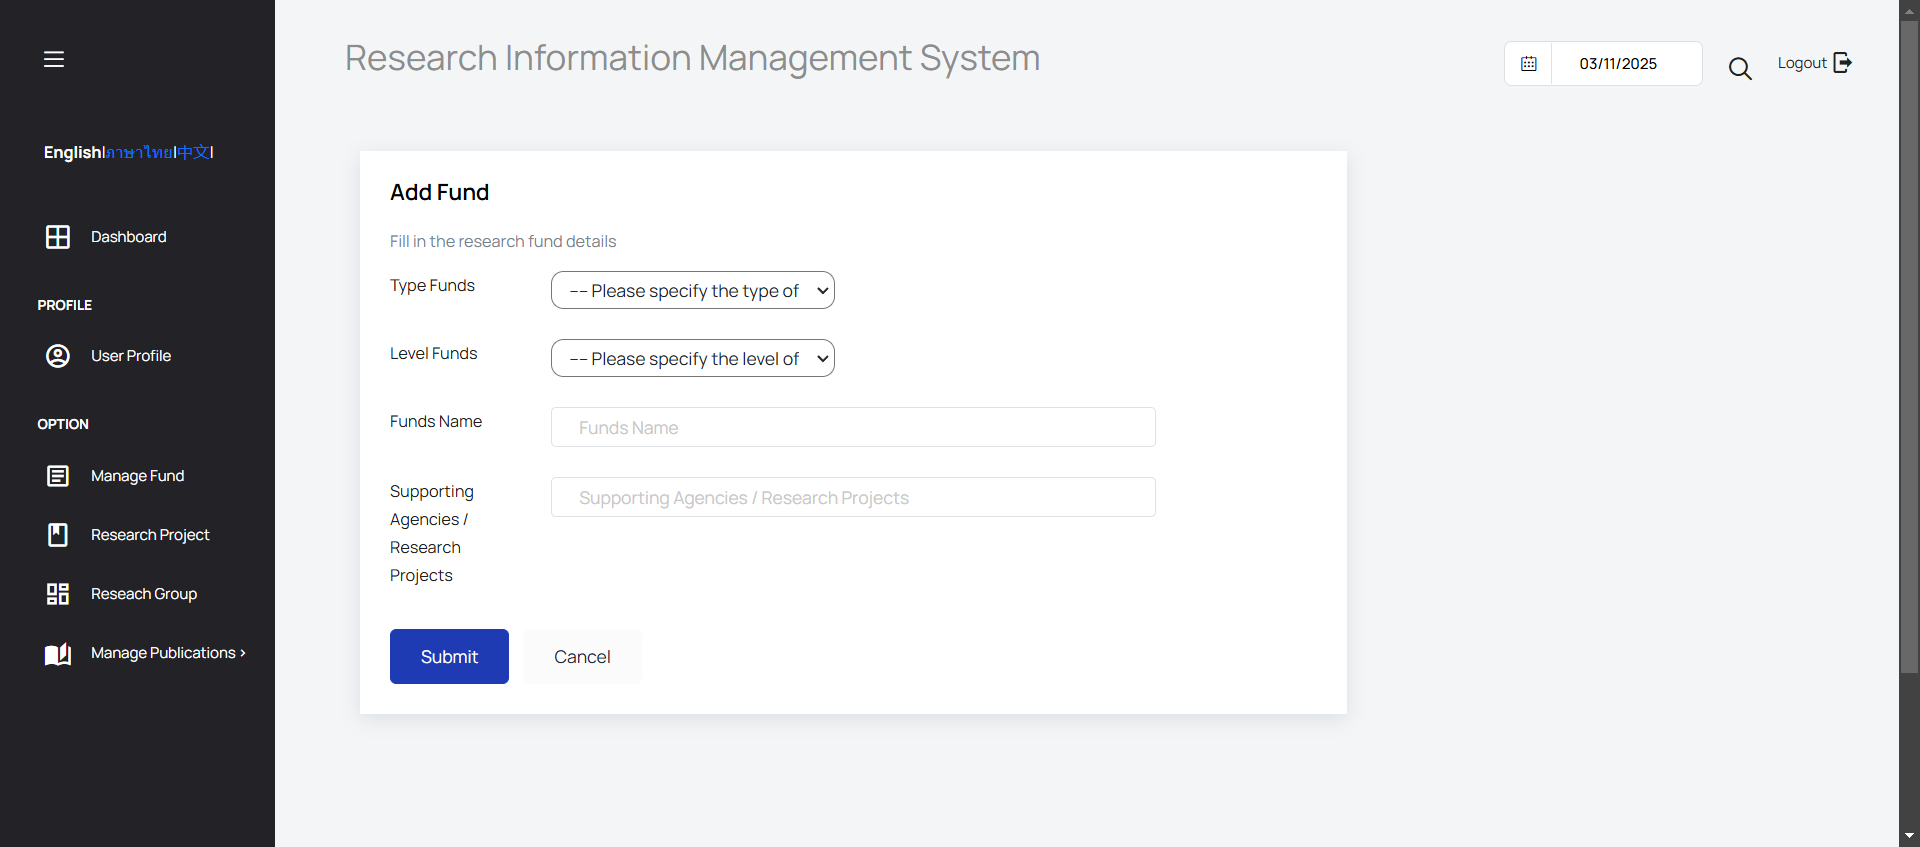 Research Information Management System
03/11/2025
Logout
English|ภาษาไทย|中文|
Dashboard
PROFILE
User Profile
OPTION
Manage Fund
Research Project
Reseach Group
Manage Publications ›
Add Fund
Fill in the research fund details
Type Funds
-- Please specify the type of
Level Funds
-- Please specify the level of
Funds Name
Funds Name
Supporting
Agencies /
Research
Projects
Supporting Agencies / Research Projects
Submit
Cancel